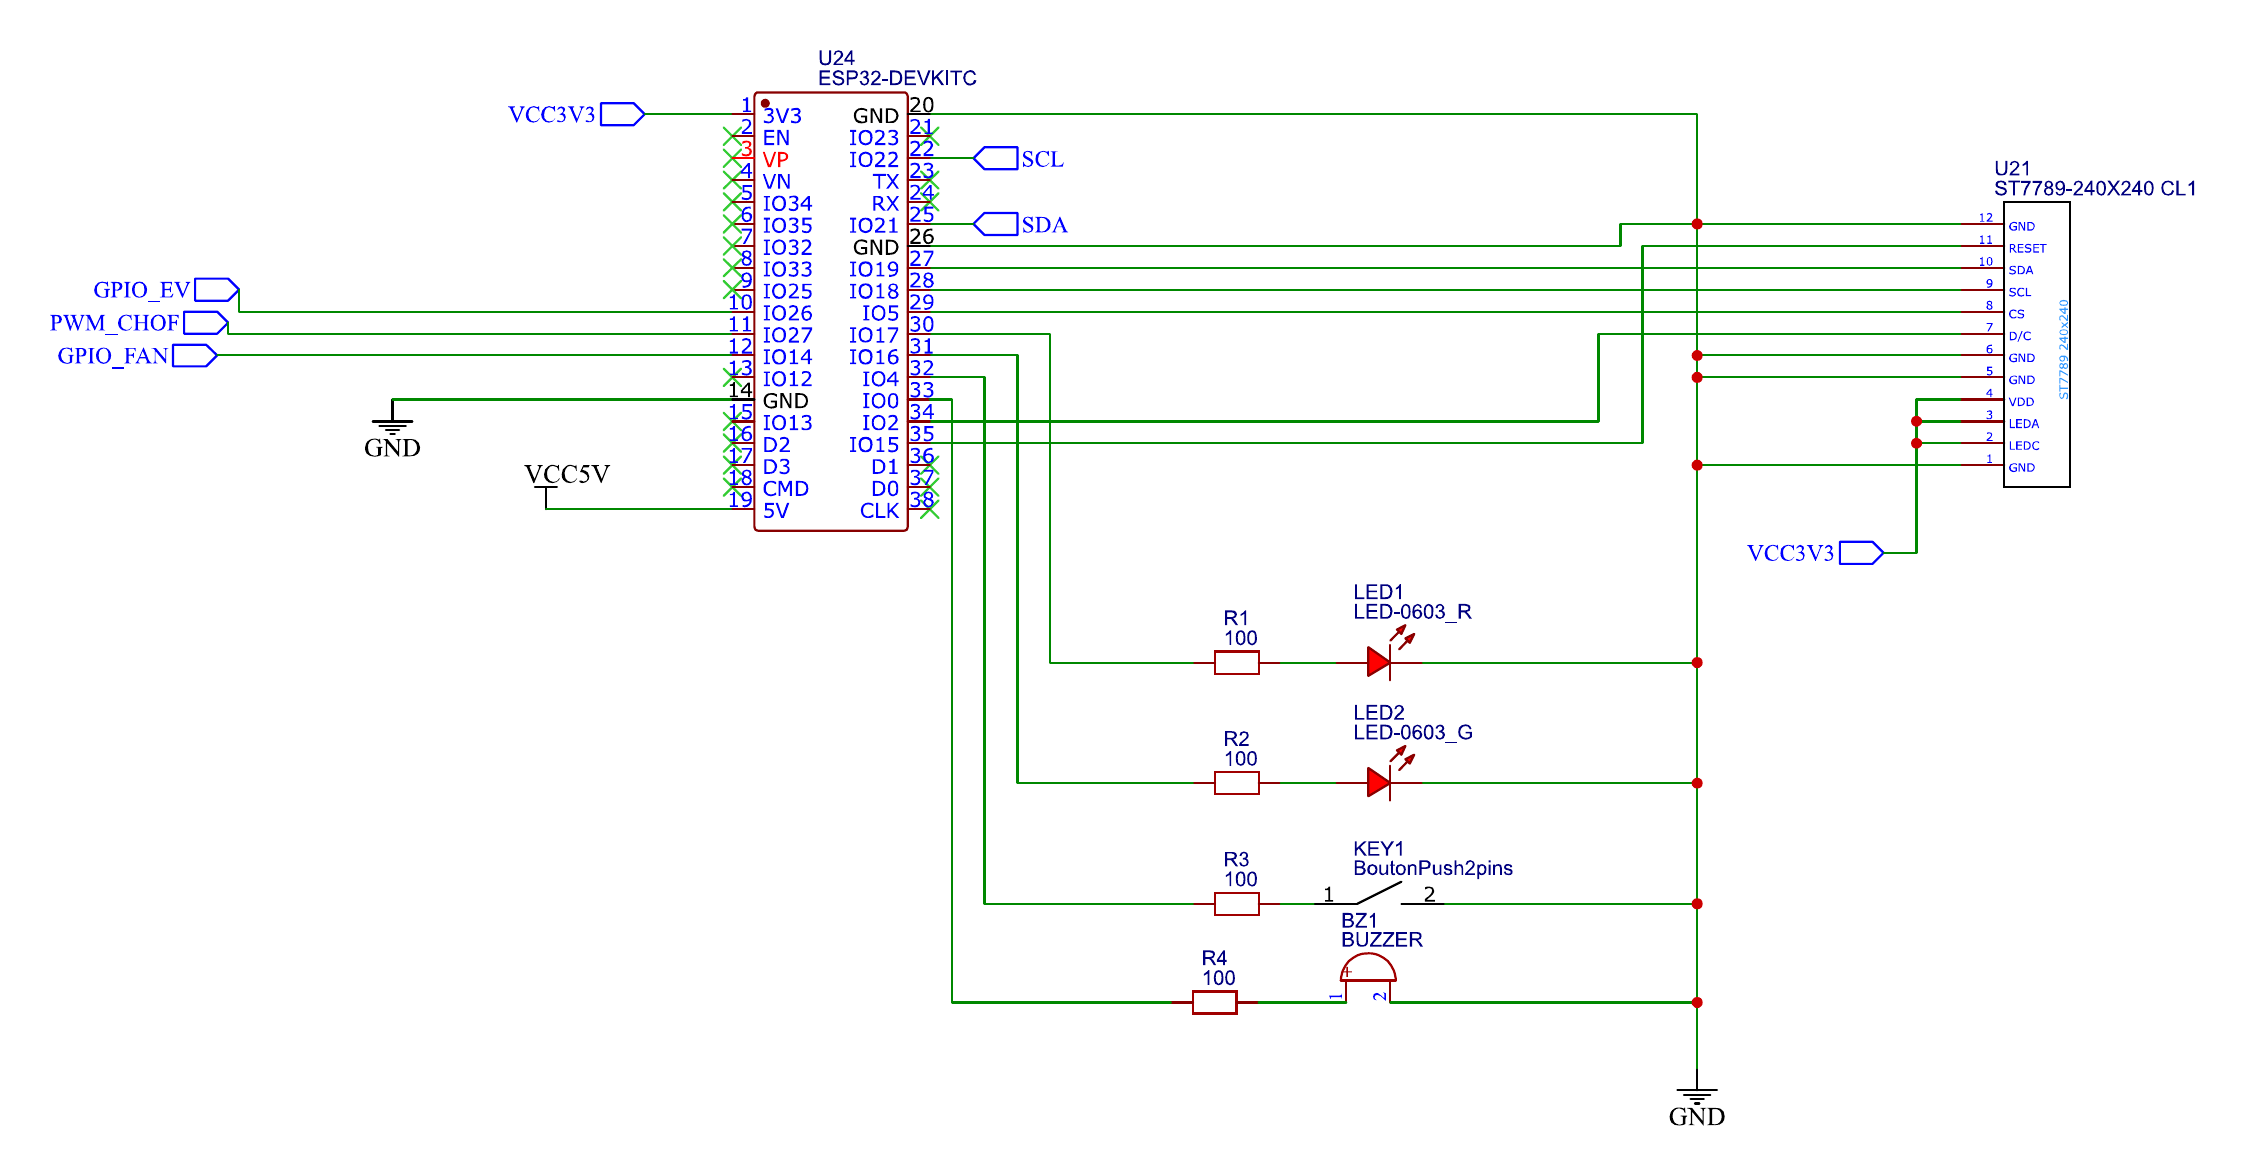 U24
ESP32-DEVKITC
VCC3V3
1 3V3
2 EN
3 VP
4 VN
5 IO34
6 IO35
7 IO32
8 IO33
9 IO25
10 IO26
11 IO27
12 IO14
13 IO12
14 GND
15 IO13
16 D2
17 D3
18 CMD
19 5V
GND 20
IO23 21
IO22 22
TX 23
RX 24
IO21 25
GND 26
IO19 27
IO18 28
IO5 29
IO17 30
IO16 31
IO4 32
IO0 33
IO2 34
IO15 35
D1 36
D0 37
CLK 38
SCL
SDA
GPIO_EV
PWM_CHOF
GPIO_FAN
GND
VCC5V
U21
ST7789-240X240 CL1
12 GND
11 RESET
10 SDA
9 SCL
8 CS
7 D/C
6 GND
5 GND
4 VDD
3 LEDA
2 LEDC
1 GND
ST7789 240x240
VCC3V3
LED1
LED-0603_R
R1
100
LED2
LED-0603_G
R2
100
KEY1
BoutonPush2pins
R3
100
1 2
BZ1
BUZZER
R4
100
+
1 2
GND